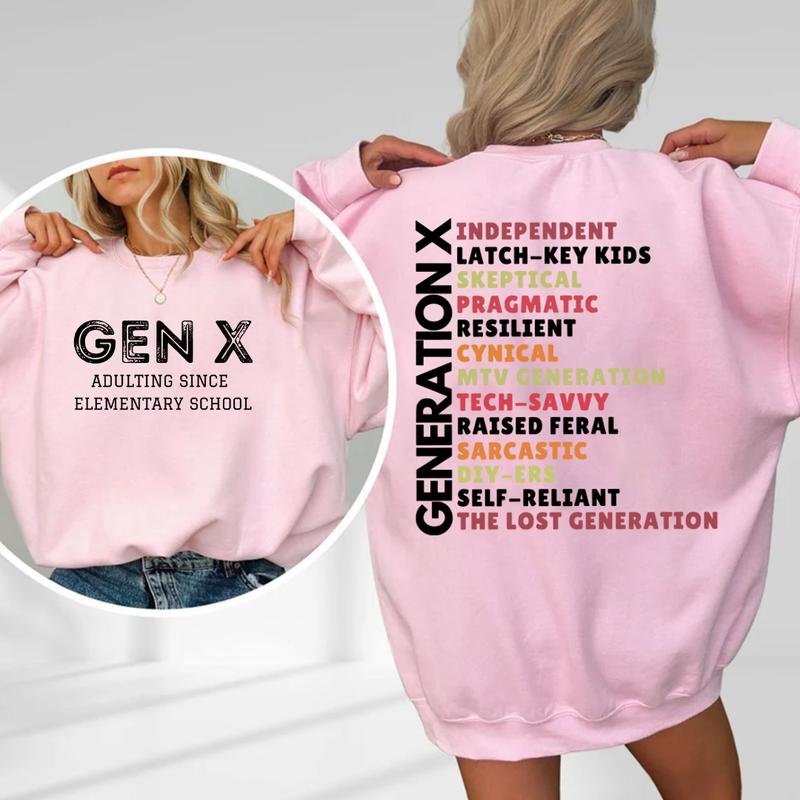 GEN X
ADULTING SINCE
ELEMENTARY SCHOOL
GENERATION X
INDEPENDENT
LATCH-KEY KIDS
SKEPTICAL
PRAGMATIC
RESILIENT
CYNICAL
MTV GENERATION
TECH-SAVVY
RAISED FERAL
SARCASTIC
DIY-ERS
SELF-RELIANT
THE LOST GENERATION